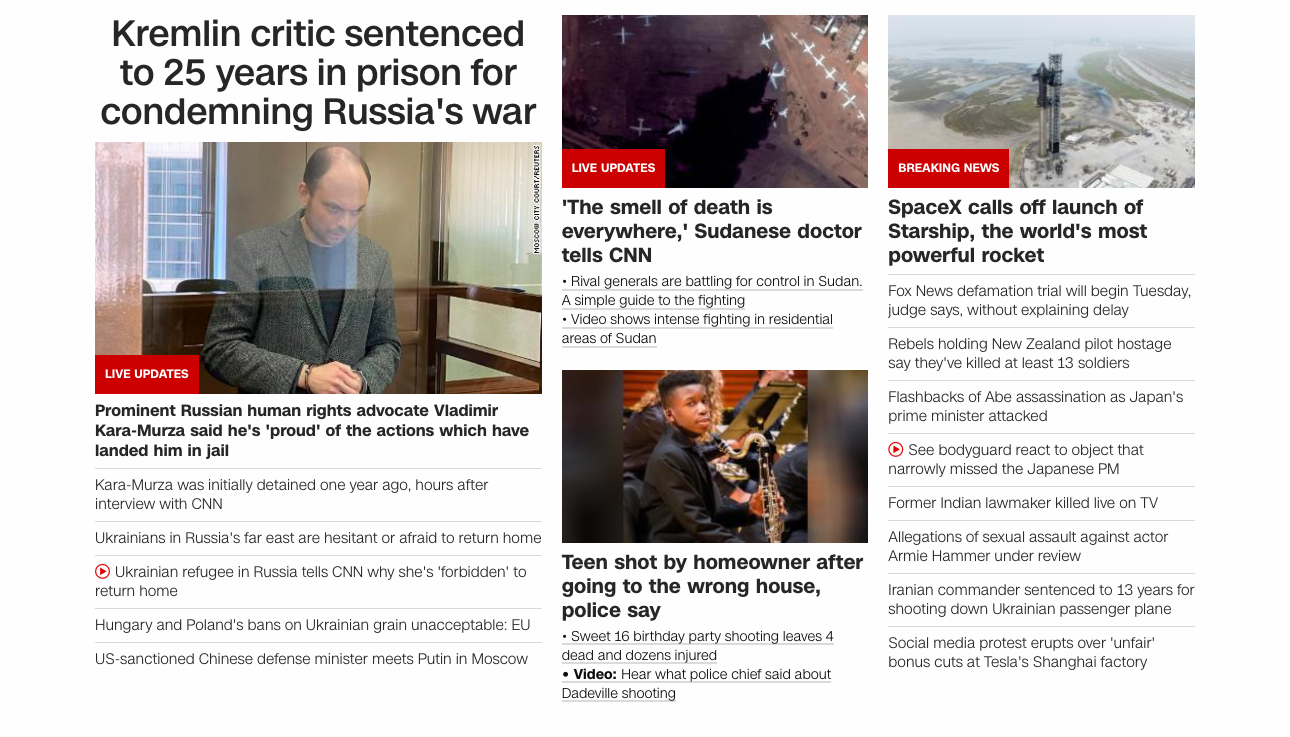 Kremlin critic sentenced
to 25 years in prison for
condemning Russia's war
MOSCOW CITY COURT/REUTERS
LIVE UPDATES
Prominent Russian human rights advocate Vladimir
Kara-Murza said he's 'proud' of the actions which have
landed him in jail
Kara-Murza was initially detained one year ago, hours after
interview with CNN
Ukrainians in Russia's far east are hesitant or afraid to return home
Ukrainian refugee in Russia tells CNN why she's 'forbidden' to
return home
Hungary and Poland's bans on Ukrainian grain unacceptable: EU
US-sanctioned Chinese defense minister meets Putin in Moscow
LIVE UPDATES
'The smell of death is
everywhere,' Sudanese doctor
tells CNN
• Rival generals are battling for control in Sudan.
A simple guide to the fighting
• Video shows intense fighting in residential
areas of Sudan
Teen shot by homeowner after
going to the wrong house,
police say
• Sweet 16 birthday party shooting leaves 4
dead and dozens injured
• Video: Hear what police chief said about
Dadeville shooting
BREAKING NEWS
SpaceX calls off launch of
Starship, the world's most
powerful rocket
Fox News defamation trial will begin Tuesday,
judge says, without explaining delay
Rebels holding New Zealand pilot hostage
say they've killed at least 13 soldiers
Flashbacks of Abe assassination as Japan's
prime minister attacked
See bodyguard react to object that
narrowly missed the Japanese PM
Former Indian lawmaker killed live on TV
Allegations of sexual assault against actor
Armie Hammer under review
Iranian commander sentenced to 13 years for
shooting down Ukrainian passenger plane
Social media protest erupts over 'unfair'
bonus cuts at Tesla's Shanghai factory